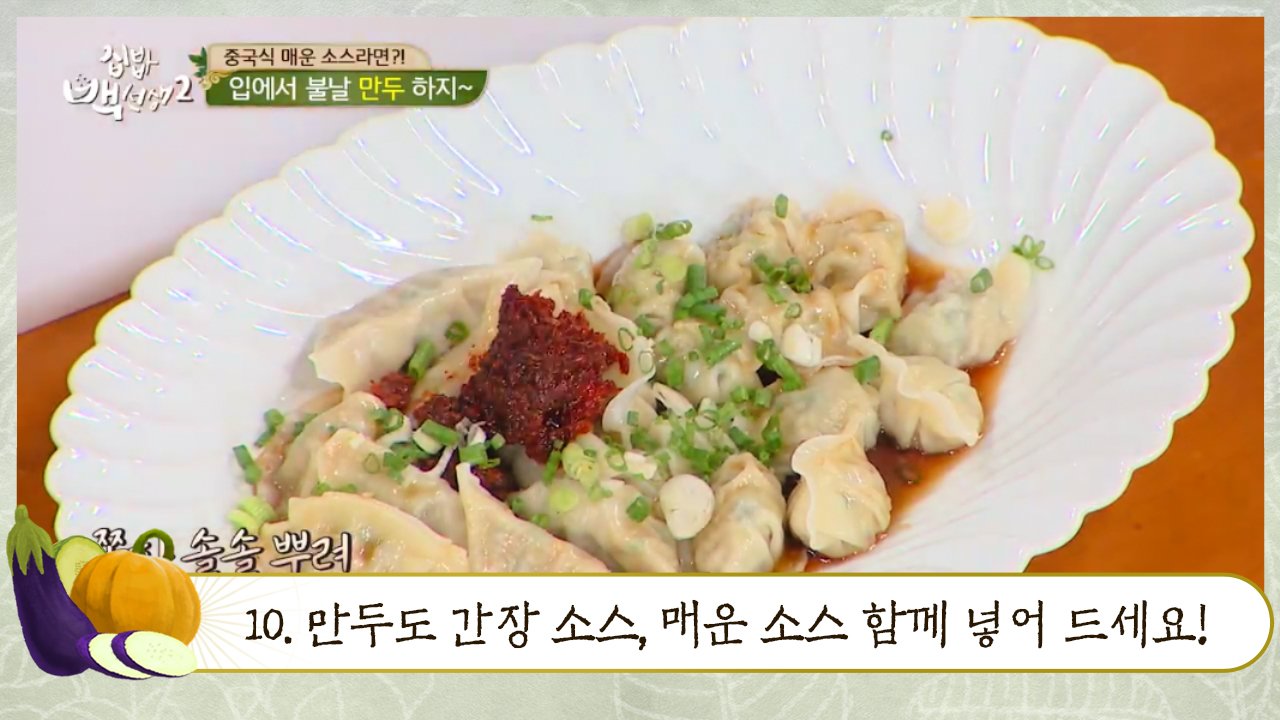 집밥
백선생2
중국식 매운 소스라면?!
입에서 불날 만두 하지~
쫑쫑 솔솔 뿌려
10. 만두도 간장 소스, 매운 소스 함께 넣어 드세요!